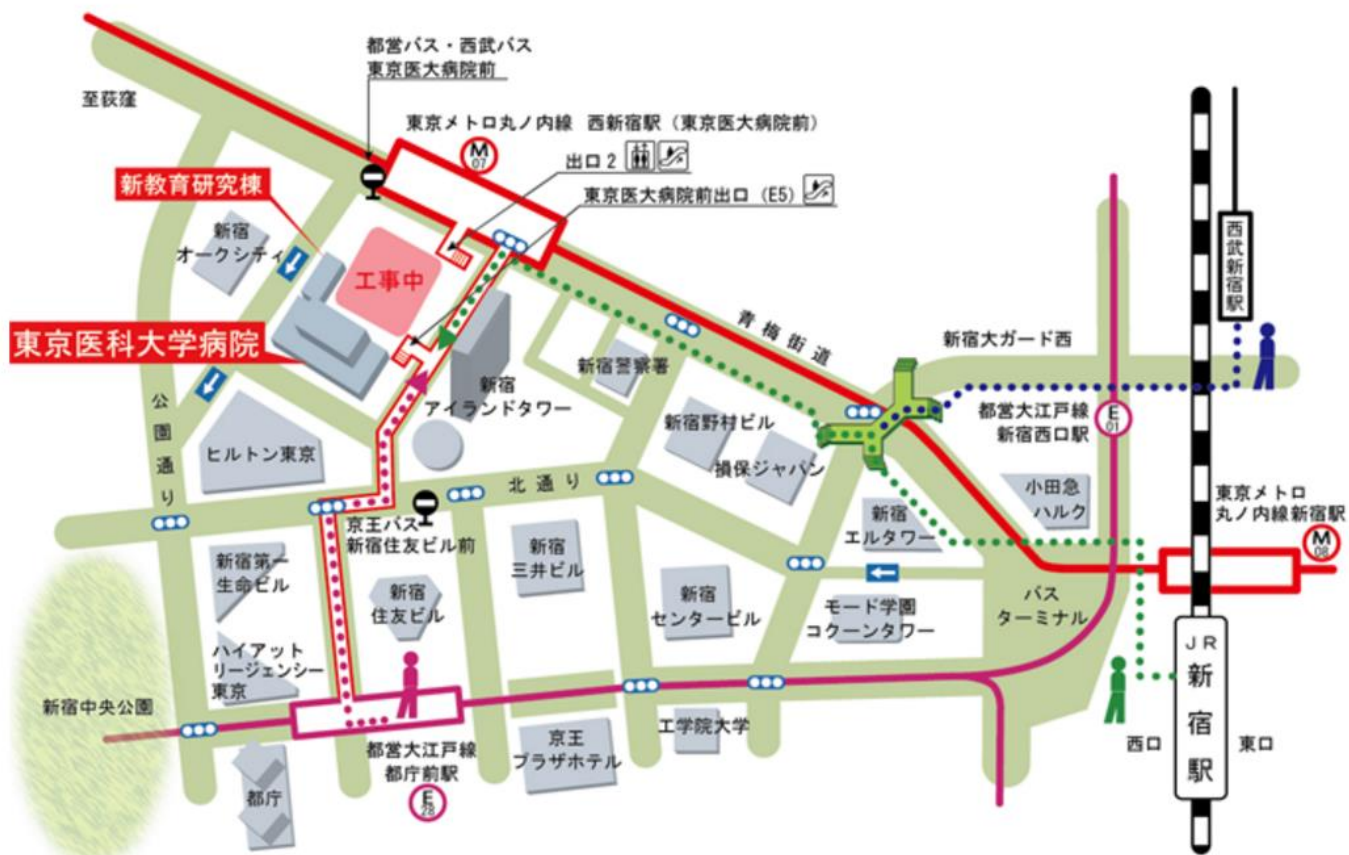 都営バス・西武バス
東京医大病院前
至荻窪
東京メトロ丸ノ内線 西新宿駅（東京医大病院前）
M
07
出口2
東京医大病院前出口（E5）
新教育研究棟
新宿
オークシティ
工事中
東京医科大学病院
西武新宿駅
青梅街道
新宿大ガード西
新宿警察署
新宿
アイランドタワー
公園通り
都営大江戸線
新宿西口駅
E
01
新宿野村ビル
ヒルトン東京
損保ジャパン
北通り
小田急
ハルク
東京メトロ
丸ノ内線新宿駅
M
08
京王バス
新宿住友ビル前
新宿
エルタワー
新宿第一
生命ビル
新宿
三井ビル
新宿
住友ビル
新宿
センタービル
モード学園
コクーンタワー
バス
ターミナル
ハイアット
リージェンシー
東京
JR
新宿駅
新宿中央公園
工学院大学
西口
東口
都営大江戸線
都庁前駅
E
28
京王
プラザホテル
都庁